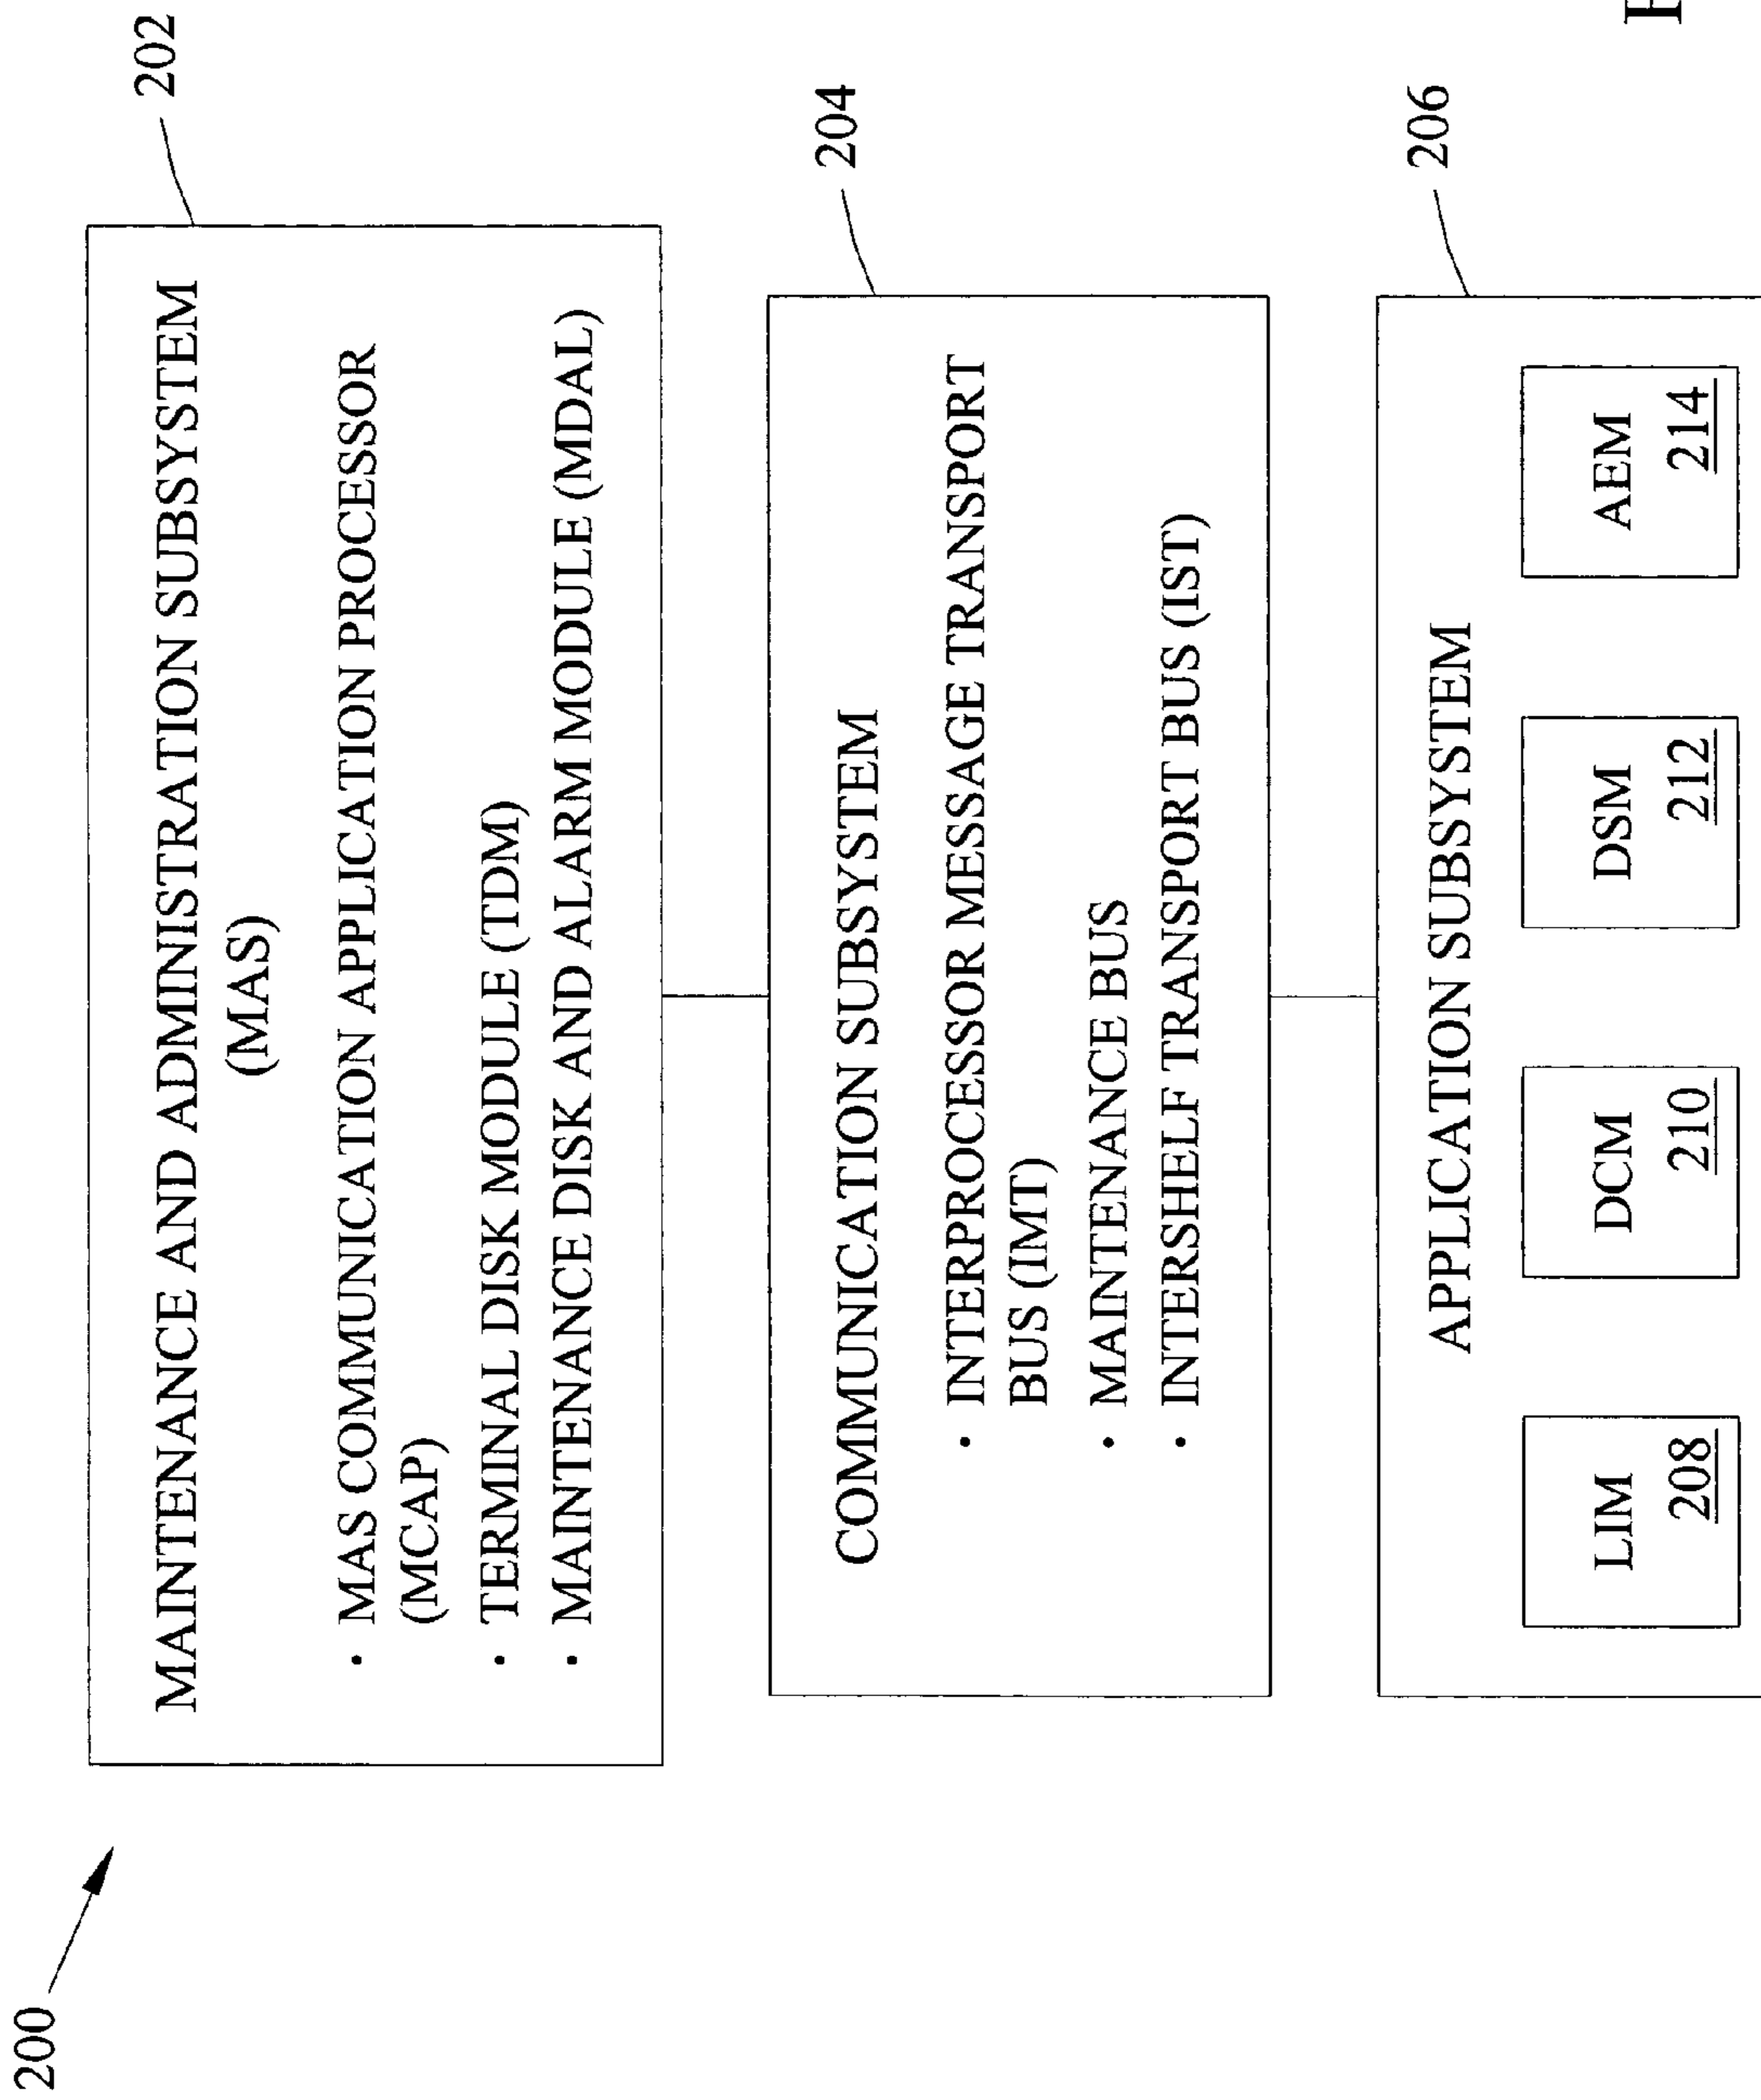 200
202
MAINTENANCE AND ADMINISTRATION SUBSYSTEM
(MAS)
· MAS COMMUNICATION APPLICATION PROCESSOR
(MCAP)
· TERMINAL DISK MODULE (TDM)
· MAINTENANCE DISK AND ALARM MODULE (MDAL)
204
COMMUNICATION SUBSYSTEM
· INTERPROCESSOR MESSAGE TRANSPORT
BUS (IMT)
· MAINTENANCE BUS
· INTERSHELF TRANSPORT BUS (IST)
206
APPLICATION SUBSYSTEM
LIM
208
DCM
210
DSM
212
AEM
214